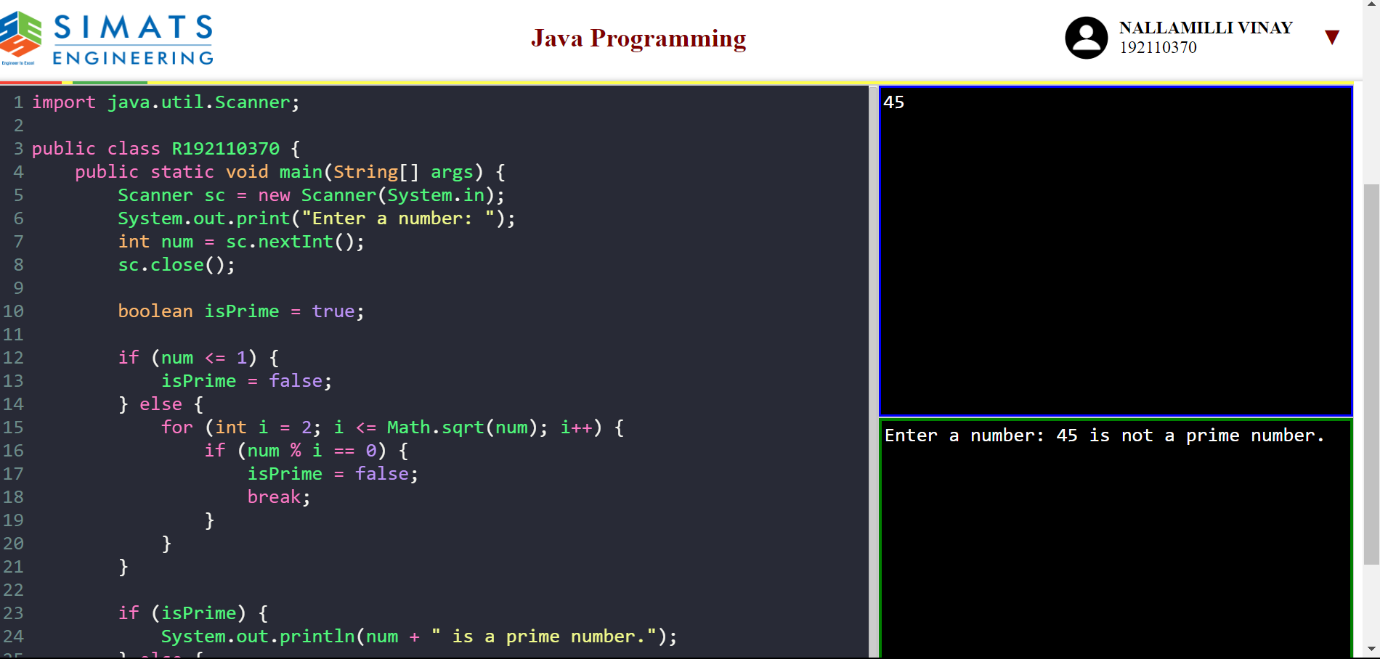 SIMATS
ENGINEERING
Engineer to Excel
Java Programming
NALLAMILLI VINAY
192110370
1 import java.util.Scanner;
2
3 public class R192110370 {
4     public static void main(String[] args) {
5         Scanner sc = new Scanner(System.in);
6         System.out.print("Enter a number: ");
7         int num = sc.nextInt();
8         sc.close();
9
10         boolean isPrime = true;
11
12         if (num <= 1) {
13             isPrime = false;
14         } else {
15             for (int i = 2; i <= Math.sqrt(num); i++) {
16                 if (num % i == 0) {
17                     isPrime = false;
18                     break;
19                 }
20             }
21         }
22
23         if (isPrime) {
24             System.out.println(num + " is a prime number.");
25         } else {
45
Enter a number: 45 is not a prime number.